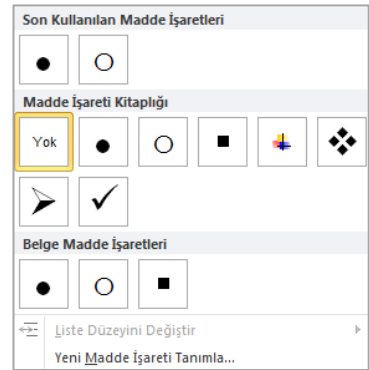 Son Kullanılan Madde İşaretleri
Madde İşareti Kitaplığı
Yok
Belge Madde İşaretleri
Liste Düzeyini Değiştir
Yeni Madde İşareti Tanımla...